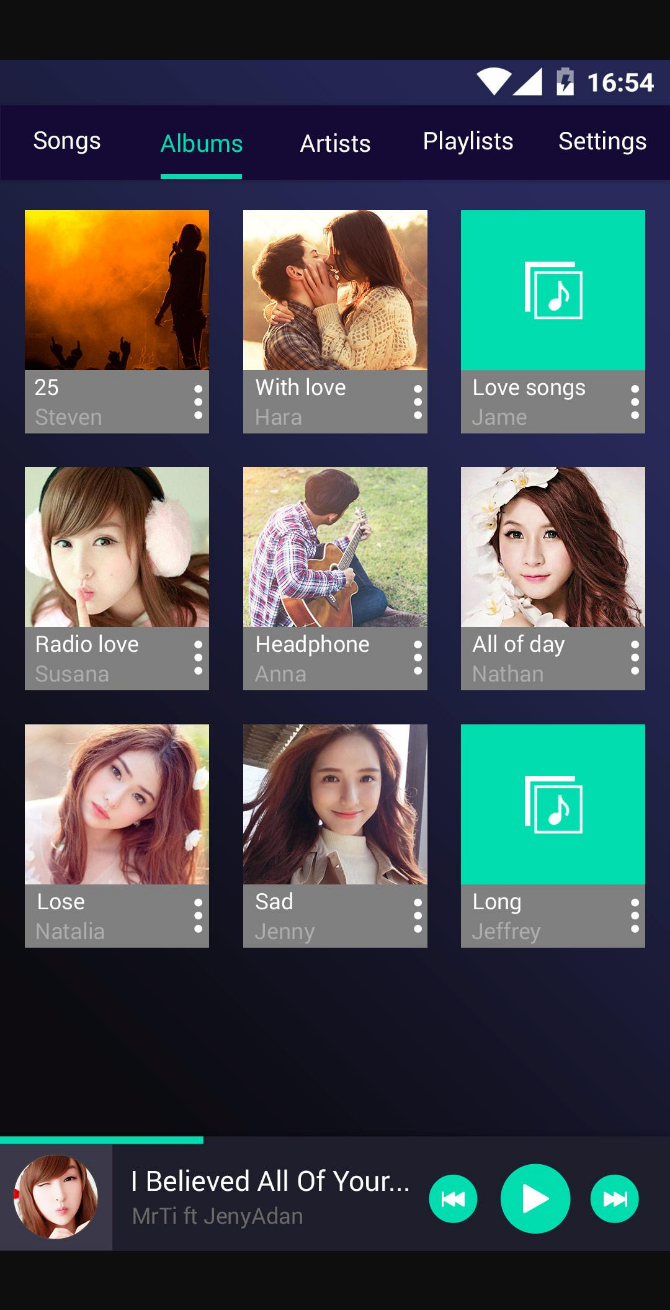 16:54
Songs Albums Artists Playlists Settings
25
Steven
With love
Hara
Love songs
Jame
Radio love
Susana
Headphone
Anna
All of day
Nathan
Lose
Natalia
Sad
Jenny
Long
Jeffrey
I Believed All Of Your...
MrTi ft JenyAdan